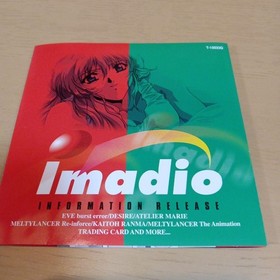 Imadio
INFORMATION RELEASE
EVE burst error/DESIRE/ATELIER MARIE
MELTYLANCER Re-inforce/KAITOH RANMA/MELTYLANCER The Animation
TRADING CARD AND MORE...